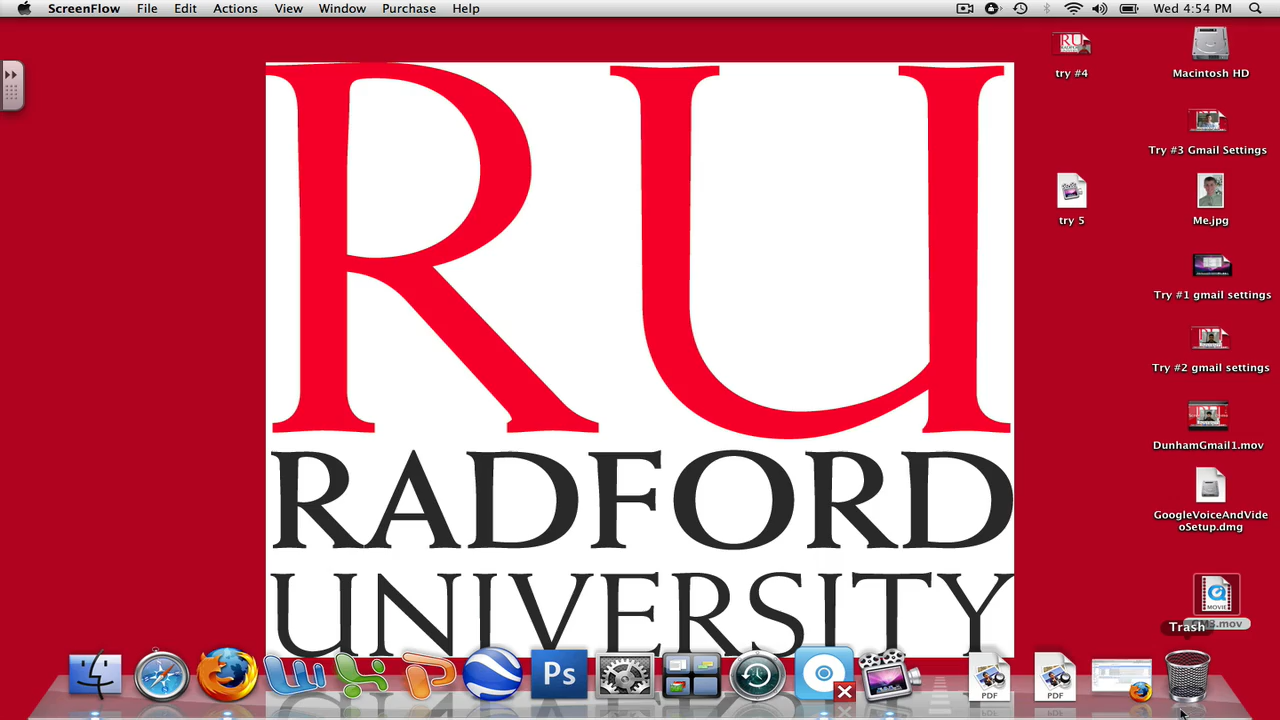 ScreenFlow File Edit Actions View Window Purchase Help Wed 4:54 PM
RU
RADFORD
UNIVERSITY
try #4
Macintosh HD
Try #3 Gmail Settings
try 5
Me.jpg
Try #1 gmail settings
Try #2 gmail settings
DunhamGmail1.mov
GoogleVoiceAndVide
oSetup.dmg
MOVIE
Trash
Ps
PDF
PDF